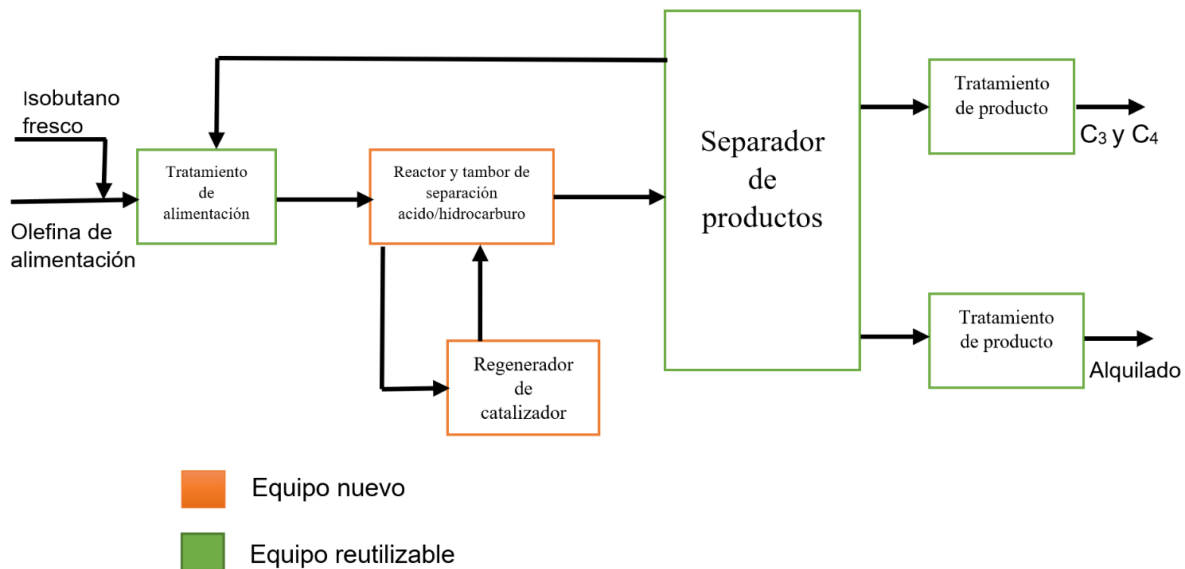 Isobutano
fresco
Olefina de
alimentación
Tratamiento
de
alimentación
Reactor y tambor de
separación
acido/hidrocarburo
Regenerador
de
catalizador
Separador
de
productos
Tratamiento
de producto
C₃ y C₄
Tratamiento
de producto
Alquilado
Equipo nuevo
Equipo reutilizable